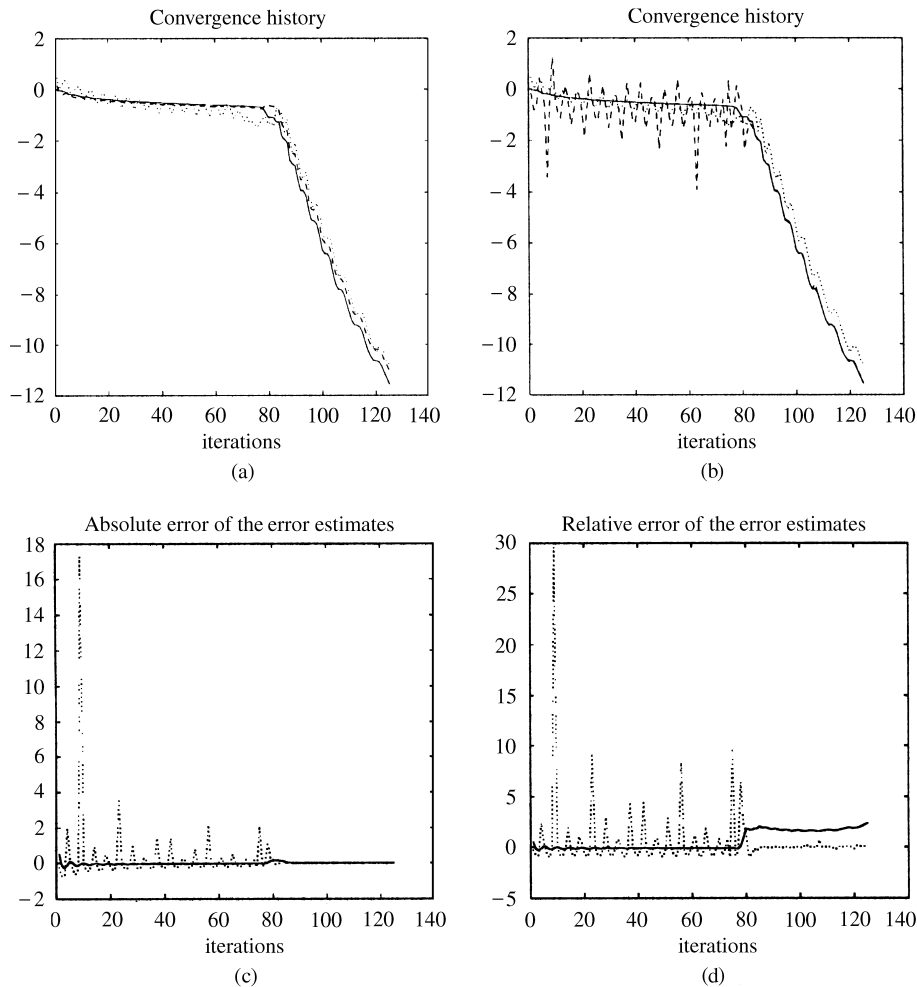 Convergence history
2
0
−2
−4
−6
−8
−10
−12
0 20 40 60 80 100 120 140
iterations
(a)
Convergence history
2
0
−2
−4
−6
−8
−10
−12
0 20 40 60 80 100 120 140
iterations
(b)
Absolute error of the error estimates
18
16
14
12
10
8
6
4
2
0
−2
0 20 40 60 80 100 120 140
iterations
(c)
Relative error of the error estimates
30
25
20
15
10
5
0
−5
0 20 40 60 80 100 120 140
iterations
(d)